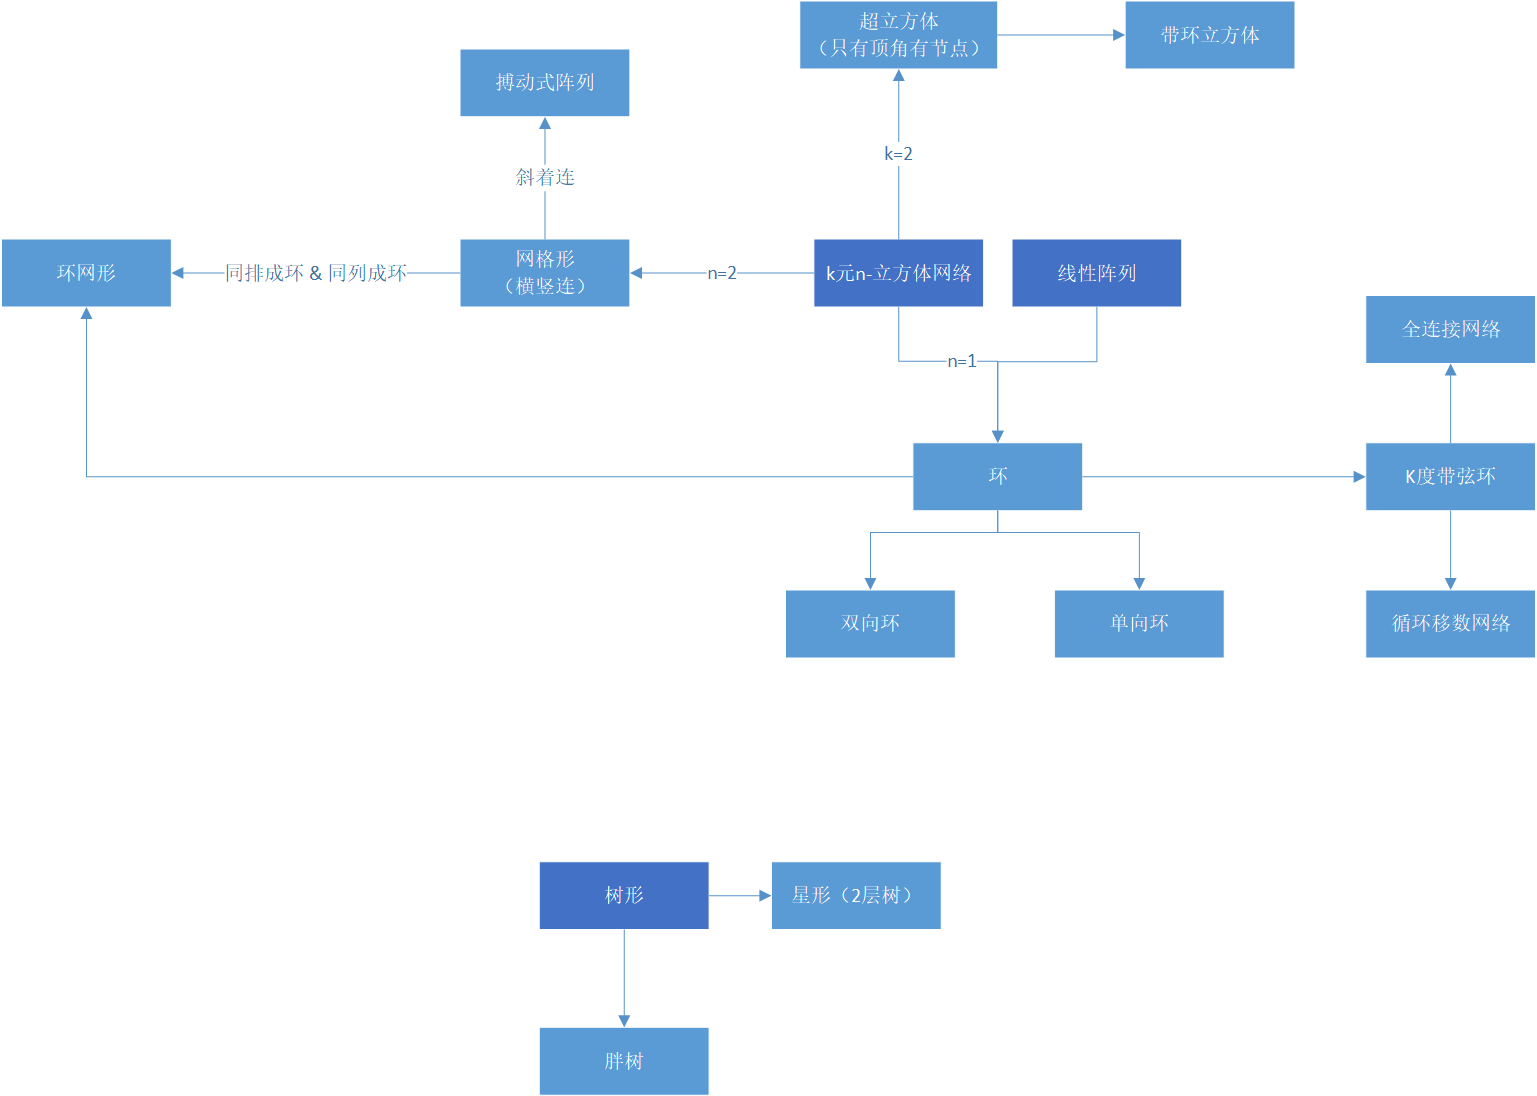 超立方体
（只有顶角有节点）
带环立方体
搏动式阵列
k=2
斜着连
环网形
同排成环 & 同列成环
网格形
（横竖连）
n=2
k元n-立方体网络
线性阵列
全连接网络
n=1
环
K度带弦环
双向环
单向环
循环移数网络
树形
星形（2层树）
胖树